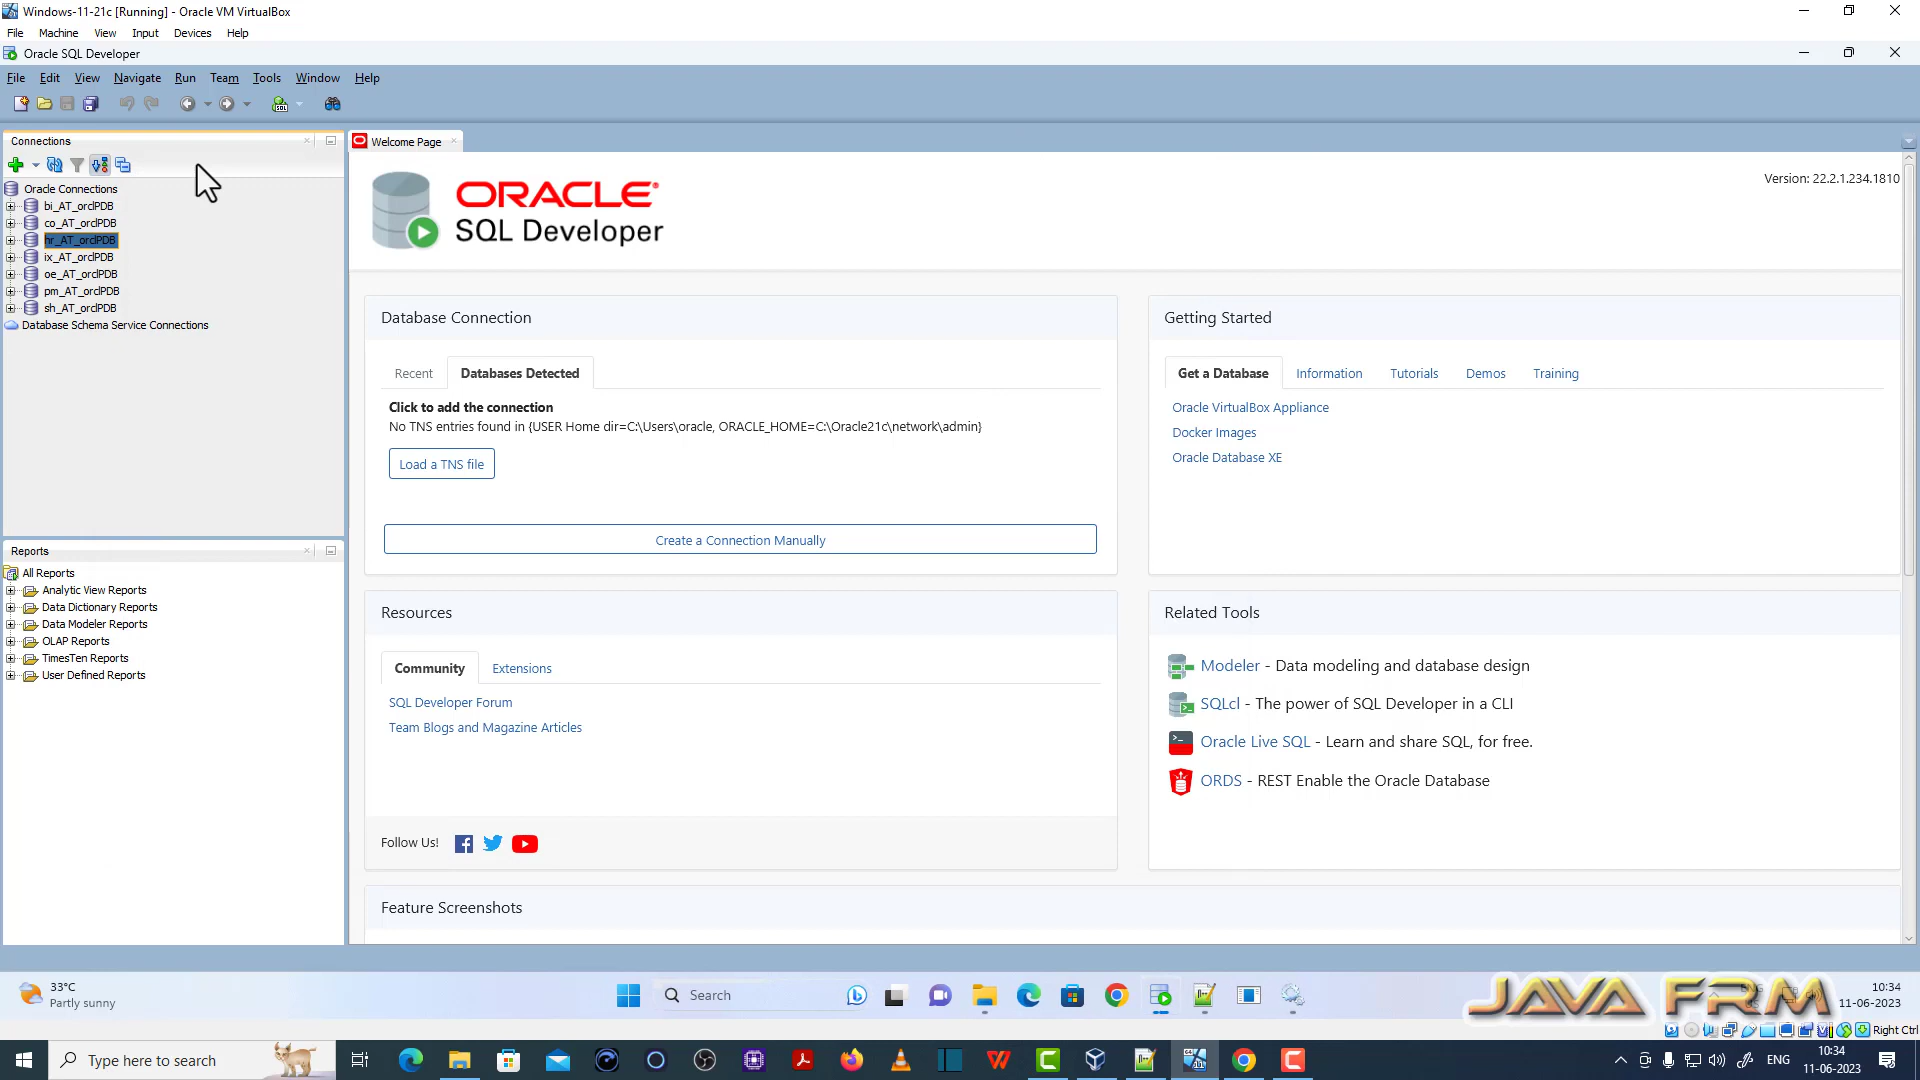 Windows-11-21c [Running] - Oracle VM VirtualBox
File Machine View Input Devices Help
Oracle SQL Developer
File Edit View Navigate Run Team Tools Window Help
Connections
Oracle Connections
bi_AT_orclPDB
co_AT_orclPDB
hr_AT_orclPDB
ix_AT_orclPDB
oe_AT_orclPDB
pm_AT_orclPDB
sh_AT_orclPDB
Database Schema Service Connections
Reports
All Reports
Analytic View Reports
Data Dictionary Reports
Data Modeler Reports
OLAP Reports
TimesTen Reports
User Defined Reports
Welcome Page
ORACLE
SQL Developer
Version: 22.2.1.234.1810
Database Connection
Recent Databases Detected
Click to add the connection
No TNS entries found in {USER Home dir=C:\Users\oracle, ORACLE_HOME=C:\Oracle21c\network\admin}
Load a TNS file
Create a Connection Manually
Getting Started
Get a Database Information Tutorials Demos Training
Oracle VirtualBox Appliance
Docker Images
Oracle Database XE
Resources
Community Extensions
SQL Developer Forum
Team Blogs and Magazine Articles
Follow Us!
Related Tools
Modeler - Data modeling and database design
SQLcl - The power of SQL Developer in a CLI
Oracle Live SQL - Learn and share SQL, for free.
ORDS - REST Enable the Oracle Database
Feature Screenshots
33°C
Partly sunny
Search
JAVA FRM
10:34
11-06-2023
Right Ctrl
Type here to search
ENG
10:34
11-06-2023